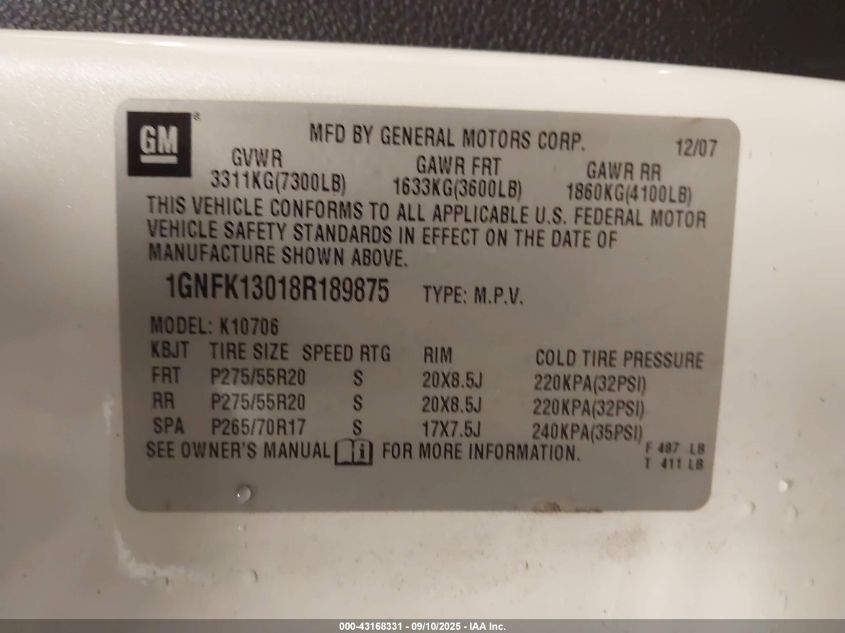 GM®
MFD BY GENERAL MOTORS CORP. 12/07
GVWR GAWR FRT GAWR RR
3311KG(7300LB) 1633KG(3600LB) 1860KG(4100LB)
THIS VEHICLE CONFORMS TO ALL APPLICABLE U.S. FEDERAL MOTOR
VEHICLE SAFETY STANDARDS IN EFFECT ON THE DATE OF
MANUFACTURE SHOWN ABOVE.
1GNFK13018R189875 TYPE: M.P.V.
MODEL: K10706
KBJT TIRE SIZE SPEED RTG RIM COLD TIRE PRESSURE
FRT P275/55R20 S 20X8.5J 220KPA(32PSI)
RR P275/55R20 S 20X8.5J 220KPA(32PSI)
SPA P265/70R17 S 17X7.5J 240KPA(35PSI)
SEE OWNER'S MANUAL i FOR MORE INFORMATION.
F 487 LB
T 411 LB
000-43168331 - 09/10/2025 - IAA Inc.